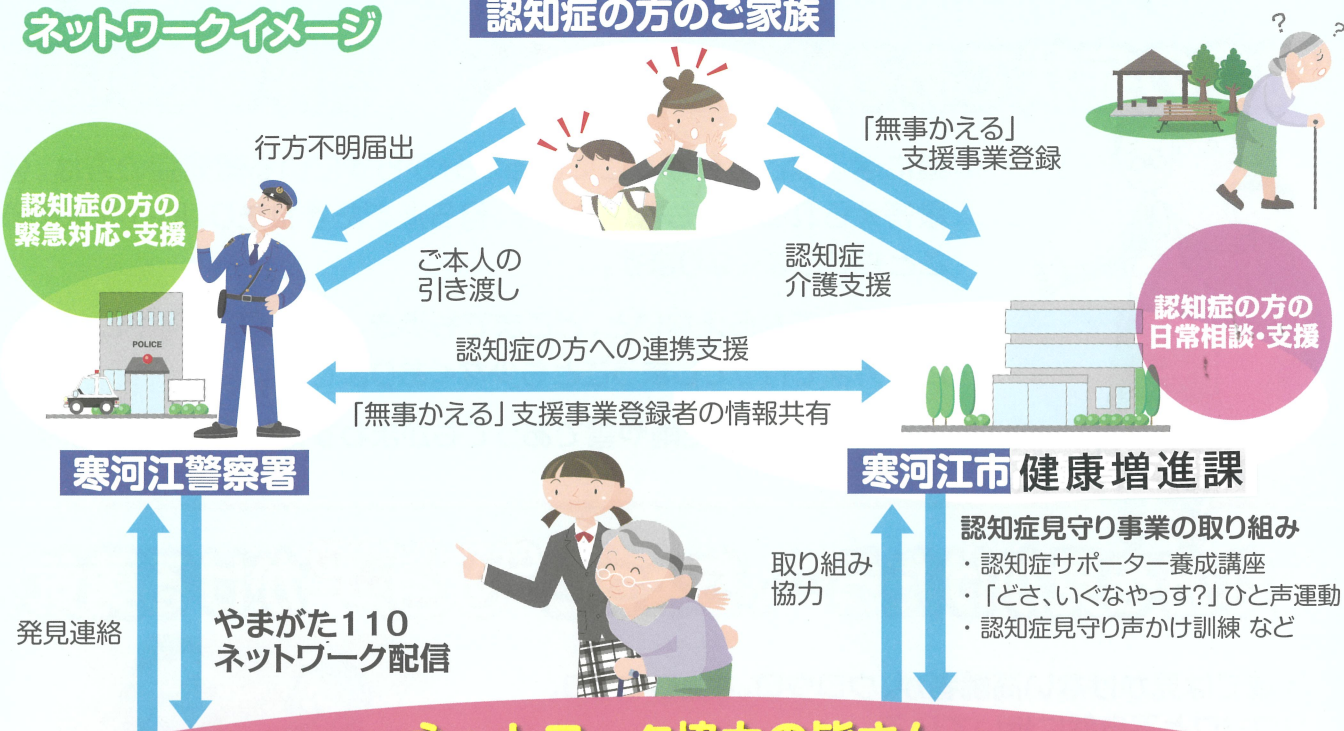 ネットワークイメージ
認知症の方のご家族
?
?
行方不明届出
「無事かえる」
支援事業登録
認知症の方の
緊急対応・支援
ご本人の
引き渡し
認知症
介護支援
認知症の方の
日常相談・支援
POLICE
認知症の方への連携支援
「無事かえる」支援事業登録者の情報共有
寒河江警察署
寒河江市 健康増進課
認知症見守り事業の取り組み
・認知症サポーター養成講座
・「どさ、いぐなやっす?」ひと声運動
・認知症見守り声かけ訓練 など
取り組み
協力
発見連絡
やまがた110
ネットワーク配信